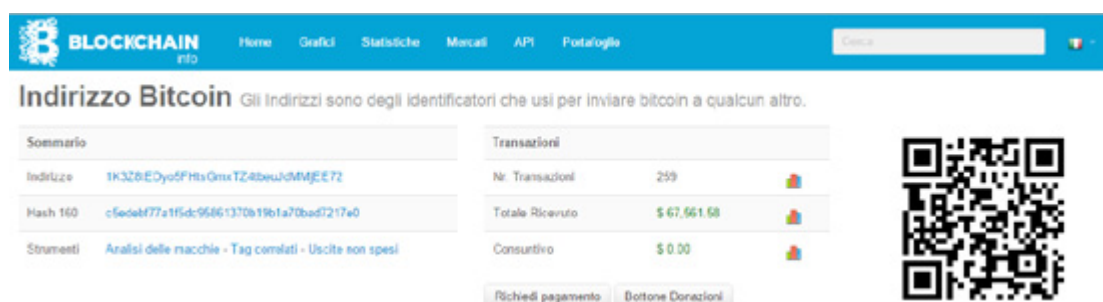 BLOCKCHAIN info Home Grafici Statistiche Mercati API Portafoglio Cerca
Indirizzo Bitcoin Gli Indirizzi sono degli identificatori che usi per inviare bitcoin a qualcun altro.
Sommario
Indirizzo
Hash 160
Strumenti Analisi delle macchie - Tag correlati - Uscite non spesi
Transazioni
Nr. Transazioni 259
Totale Ricevuto $ 67,561.58
Consuntivo $ 0.00
Richiedi pagamento Bottone Donazioni